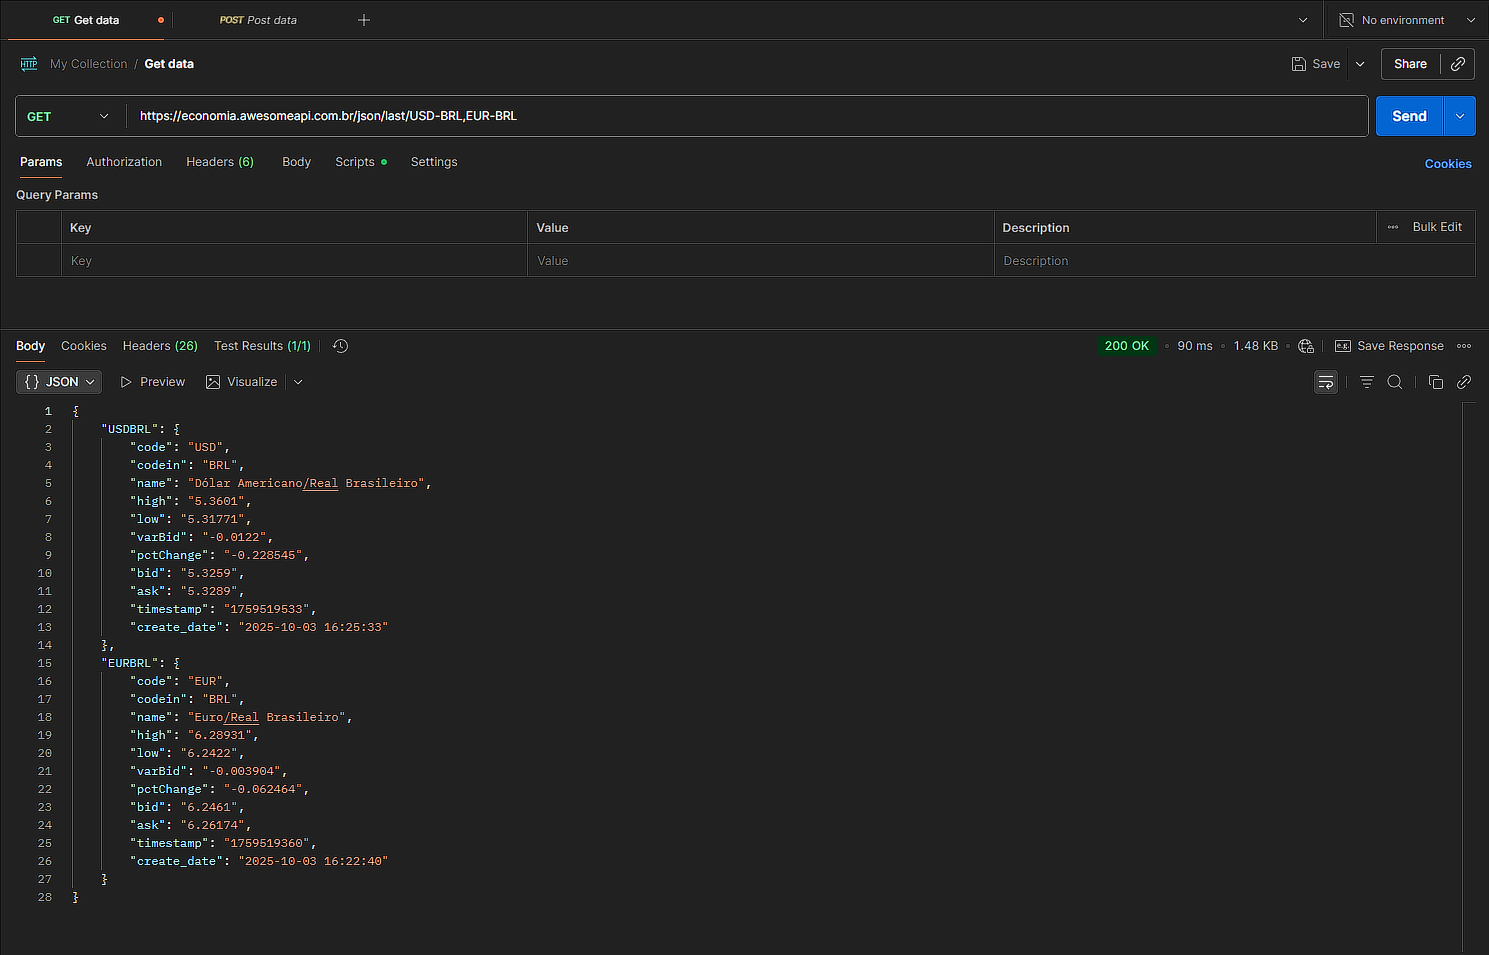 GET Get data POST Post data No environment
HTTP My Collection / Get data Save Share
GET https://economia.awesomeapi.com.br/json/last/USD-BRL,EUR-BRL Send
Params Authorization Headers (6) Body Scripts Settings Cookies
Query Params
Key Value Description Bulk Edit
Key Value Description
Body Cookies Headers (26) Test Results (1/1) 200 OK 90 ms 1.48 KB e.g. Save Response
{} JSON Preview Visualize
1 {
2 "USDBRL": {
3 "code": "USD",
4 "codein": "BRL",
5 "name": "Dólar Americano/Real Brasileiro",
6 "high": "5.3601",
7 "low": "5.31771",
8 "varBid": "-0.0122",
9 "pctChange": "-0.228545",
10 "bid": "5.3259",
11 "ask": "5.3289",
12 "timestamp": "1759519533",
13 "create_date": "2025-10-03 16:25:33"
14 },
15 "EURBRL": {
16 "code": "EUR",
17 "codein": "BRL",
18 "name": "Euro/Real Brasileiro",
19 "high": "6.28931",
20 "low": "6.2422",
21 "varBid": "-0.003904",
22 "pctChange": "-0.062464",
23 "bid": "6.2461",
24 "ask": "6.26174",
25 "timestamp": "1759519360",
26 "create_date": "2025-10-03 16:22:40"
27 }
28 }